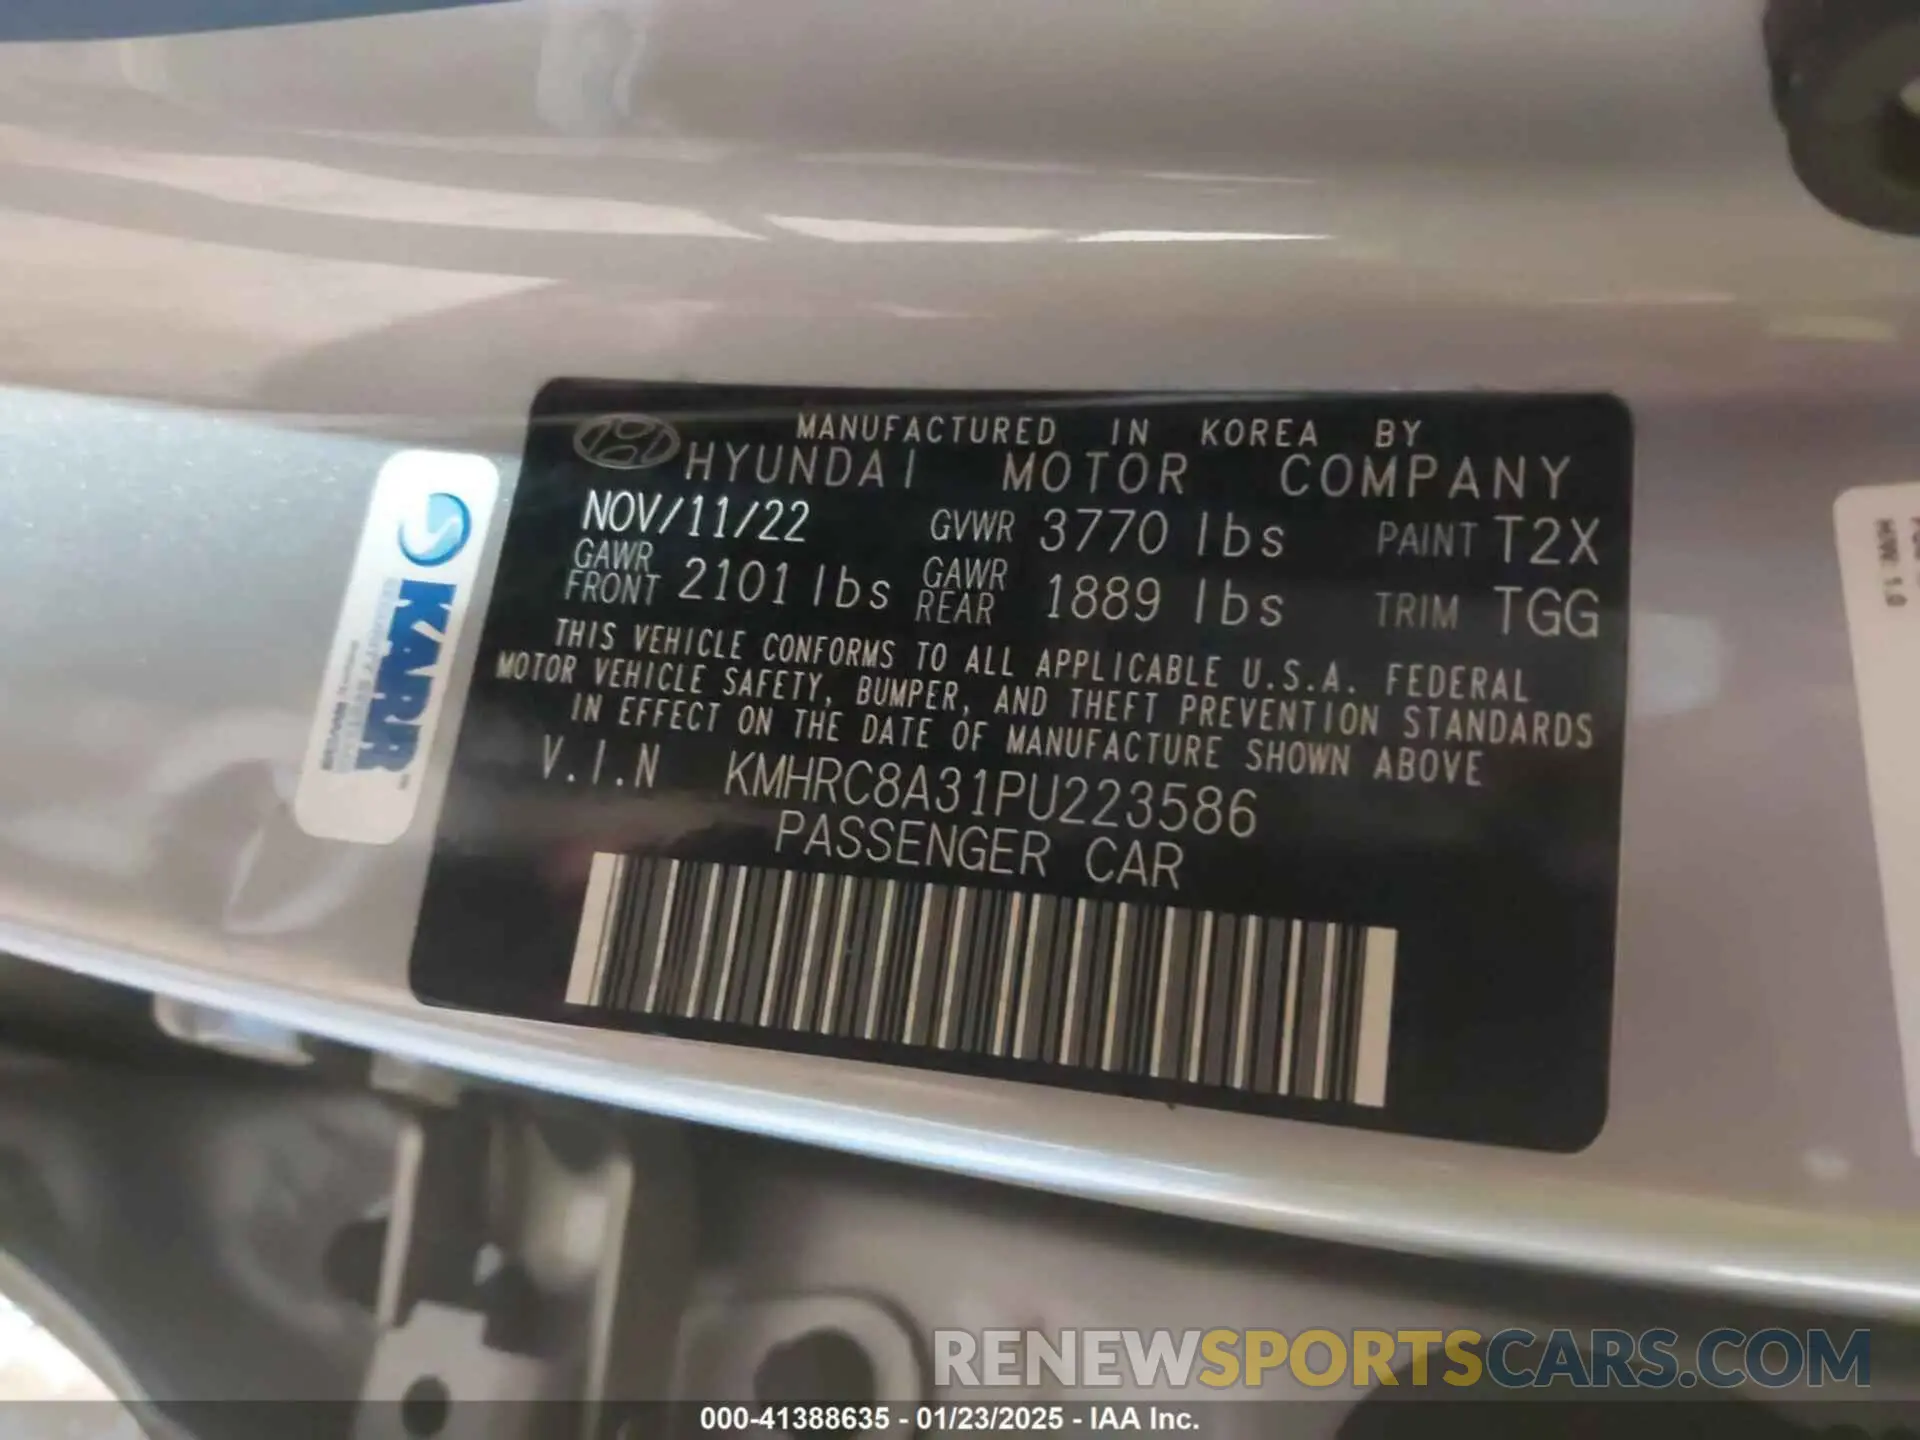 MANUFACTURED IN KOREA BY
HYUNDAI MOTOR COMPANY
NOV/11/22 GVWR 3770 lbs PAINT T2X
GAWR FRONT 2101 lbs GAWR REAR 1889 lbs TRIM TGG
THIS VEHICLE CONFORMS TO ALL APPLICABLE U.S.A. FEDERAL
MOTOR VEHICLE SAFETY, BUMPER, AND THEFT PREVENTION STANDARDS
IN EFFECT ON THE DATE OF MANUFACTURE SHOWN ABOVE
V.I.N KMHRC8A31PU223586
PASSENGER CAR
KARR™
H/W: 1.0
RENEWSPORTSCARS.COM
000-41388635 - 01/23/2025 - IAA Inc.